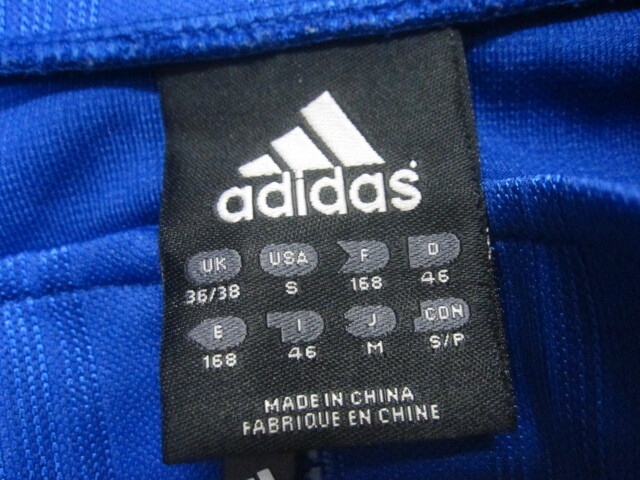 adidas
UK USA F D
36/38 S 168 46
E I J CDN
168 46 M S/P
MADE IN CHINA
FABRIQUE EN CHINE